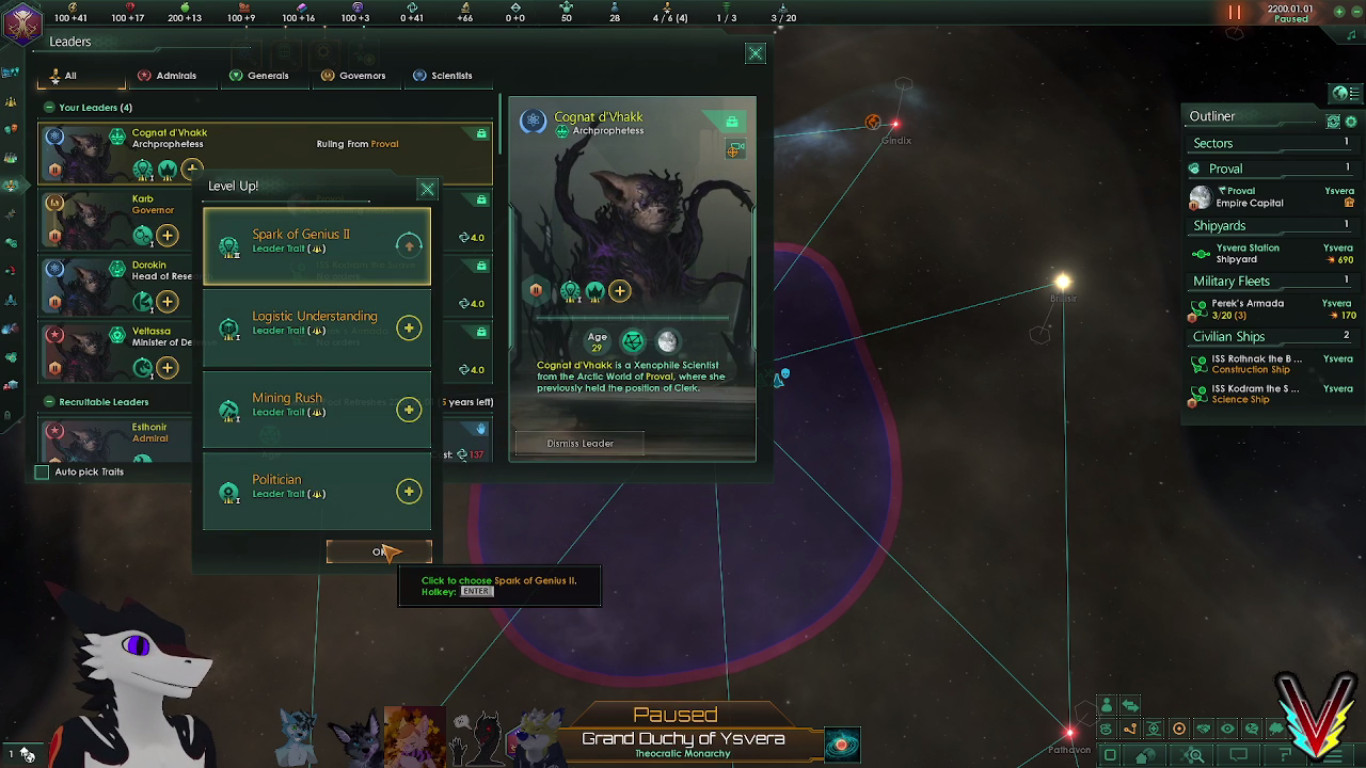 100 +41
100 +17
200 +13
100 +9
100 +16
100 +3
0 +41
+66
0 +0
50
28
4 / 6 (4)
1 / 3
3 / 20
2200.01.01
Paused
Leaders
All
Admirals
Generals
Governors
Scientists
Your Leaders (4)
Cognat d'Vhakk
Archprophetess
Ruling From Proval
Karb
Governor
4.0
Dorokin
Head of Rese
4.0
Veltassa
Minister of De
4.0
Recruitable Leaders
5 years left)
Esthonir
Admiral
137
Auto pick Traits
Level Up!
Spark of Genius II
Leader Trait
Logistic Understanding
Leader Trait
Mining Rush
Leader Trait
Politician
Leader Trait
OK
Click to choose Spark of Genius II.
Hotkey: ENTER
Cognat d'Vhakk
Archprophetess
Age
29
Cognat d'Vhakk is a Xenophile Scientist
from the Arctic World of Proval, where she
previously held the position of Clerk.
Dismiss Leader
Gindix
Pathavon
Outliner
Sectors 1
Proval 1
Proval Ysvera
Empire Capital
Shipyards 1
Ysvera Station Ysvera
Shipyard 690
Military Fleets 1
Perek's Armada Ysvera
3/20 (3) 170
Civilian Ships 2
ISS Rothnak the B ... Ysvera
Construction Ship
ISS Kodram the S ... Ysvera
Science Ship
Paused
Grand Duchy of Ysvera
Theocratic Monarchy
1
V